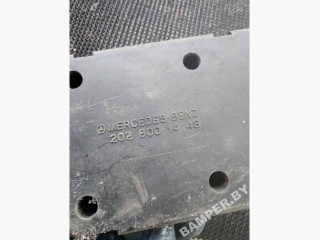 MERCEDES-BENZ
202 800 14 48
BAMPER.BY